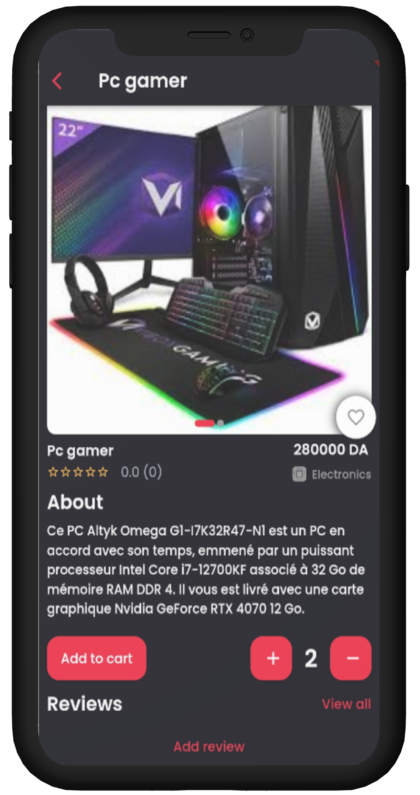 Pc gamer
22"
Pc gamer
280000 DA
0.0 (0)
Electronics
About
Ce PC Altyk Omega G1-I7K32R47-N1 est un PC en
accord avec son temps, emmené par un puissant
processeur Intel Core i7-12700KF associé à 32 Go de
mémoire RAM DDR 4. Il vous est livré avec une carte
graphique Nvidia GeForce RTX 4070 12 Go.
Add to cart
+
2
−
Reviews
View all
Add review